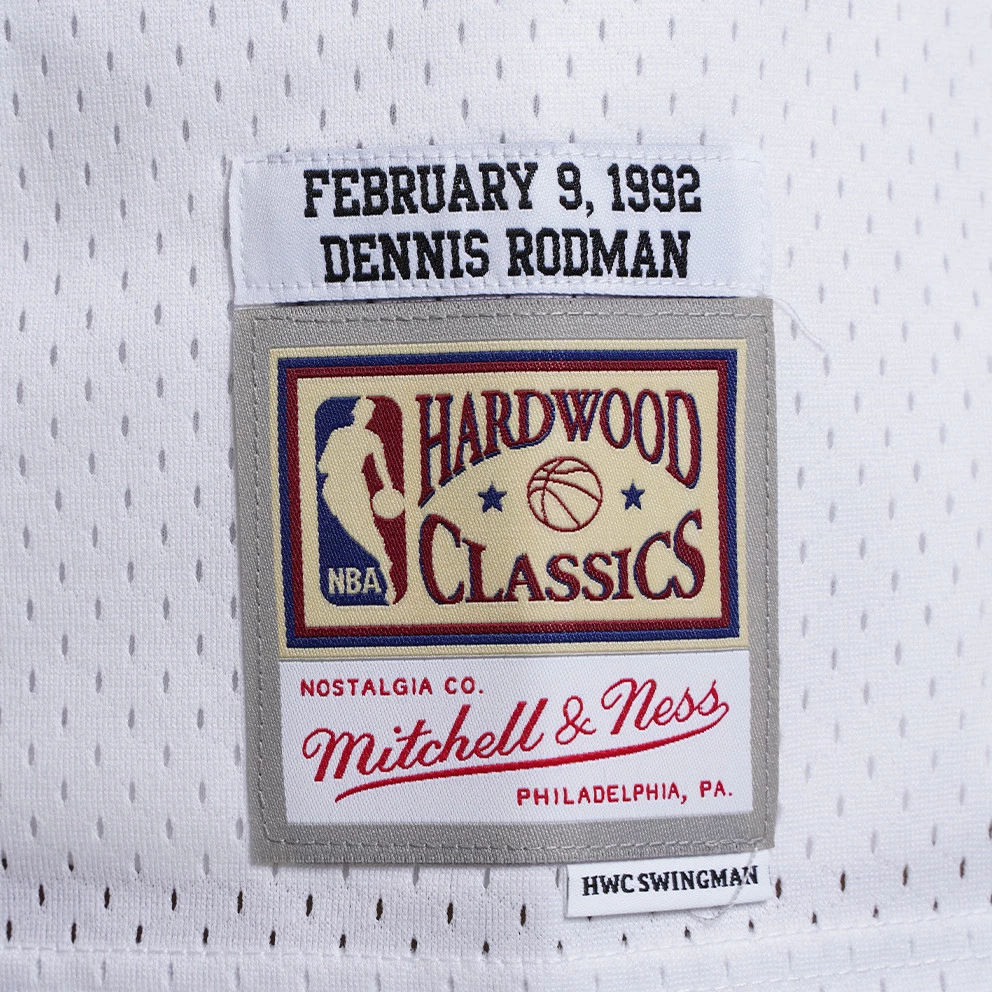 FEBRUARY 9, 1992
DENNIS RODMAN
HARDWOOD
CLASSICS
NBA
NOSTALGIA CO.
Mitchell & Ness
PHILADELPHIA, PA.
HWC SWINGMAN